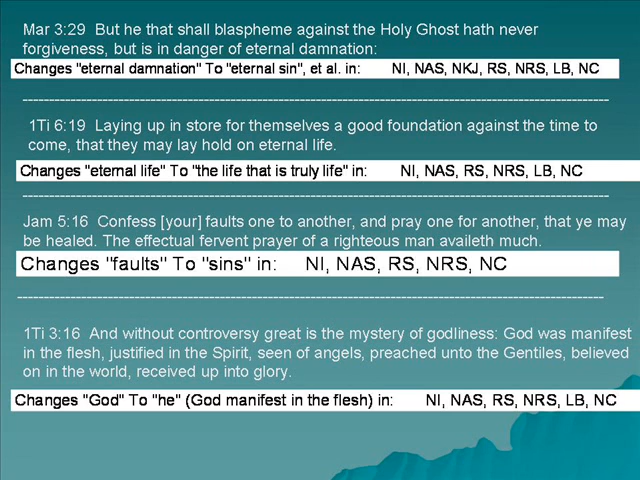 Mar 3:29  But he that shall blaspheme against the Holy Ghost hath never
forgiveness, but is in danger of eternal damnation:
Changes "eternal damnation" To "eternal sin", et al. in:     NI, NAS, NKJ, RS, NRS, LB, NC
1Ti 6:19  Laying up in store for themselves a good foundation against the time to
come, that they may lay hold on eternal life.
Changes "eternal life" To "the life that is truly life" in:     NI, NAS, RS, NRS, LB, NC
Jam 5:16  Confess [your] faults one to another, and pray one for another, that ye may
be healed. The effectual fervent prayer of a righteous man availeth much.
Changes "faults" To "sins" in:     NI, NAS, RS, NRS, NC
1Ti 3:16  And without controversy great is the mystery of godliness: God was manifest
in the flesh, justified in the Spirit, seen of angels, preached unto the Gentiles, believed
on in the world, received up into glory.
Changes "God" To "he" (God manifest in the flesh) in:     NI, NAS, RS, NRS, LB, NC